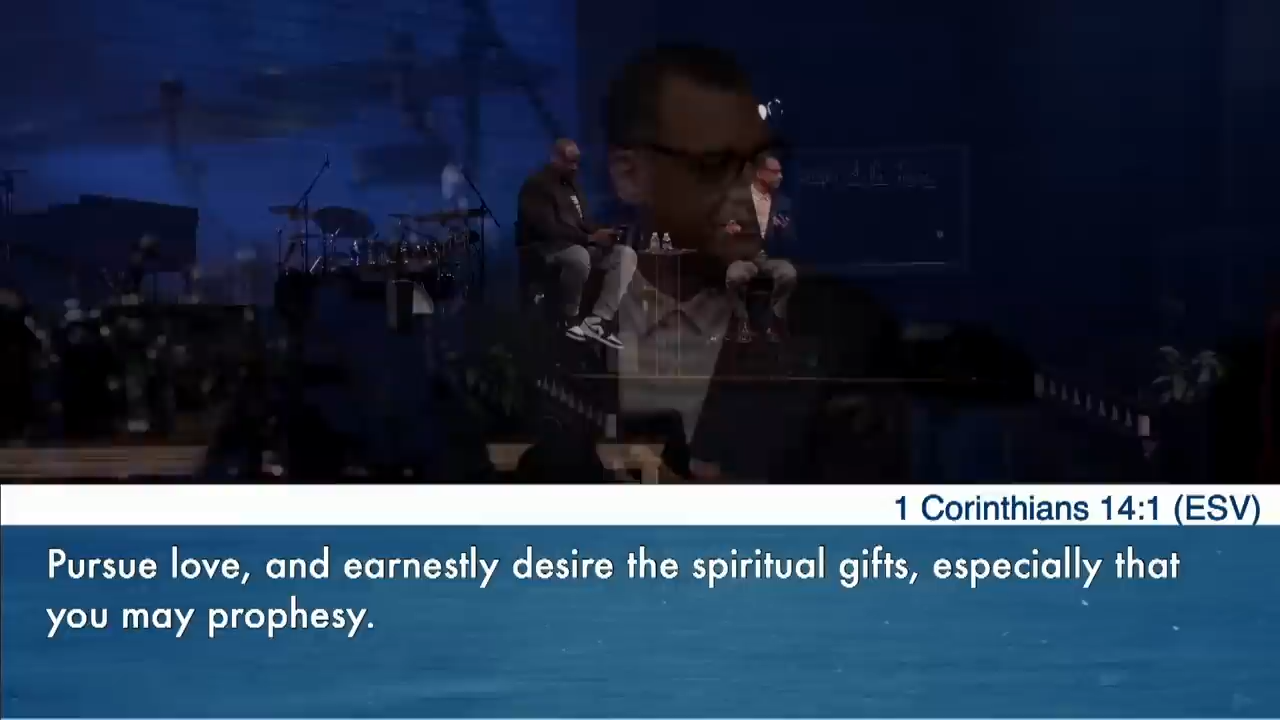 1 Corinthians 14:1 (ESV)
Pursue love, and earnestly desire the spiritual gifts, especially that
you may prophesy.